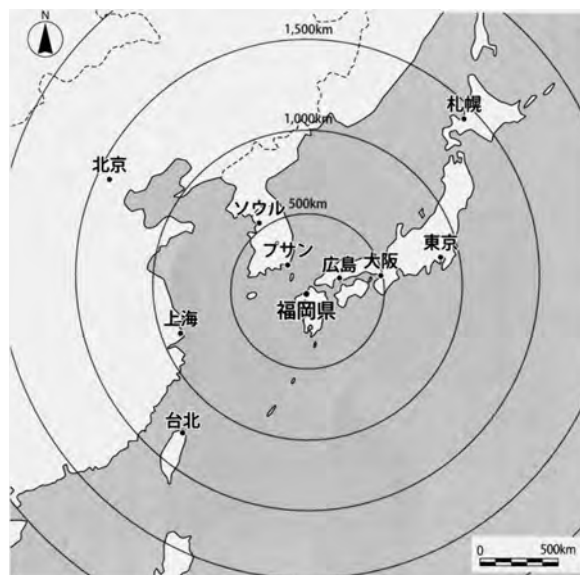 N
1,500km
札幌
1,000km
北京
500km
ソウル
東京
プサン
広島
大阪
福岡県
上海
台北
0 500km